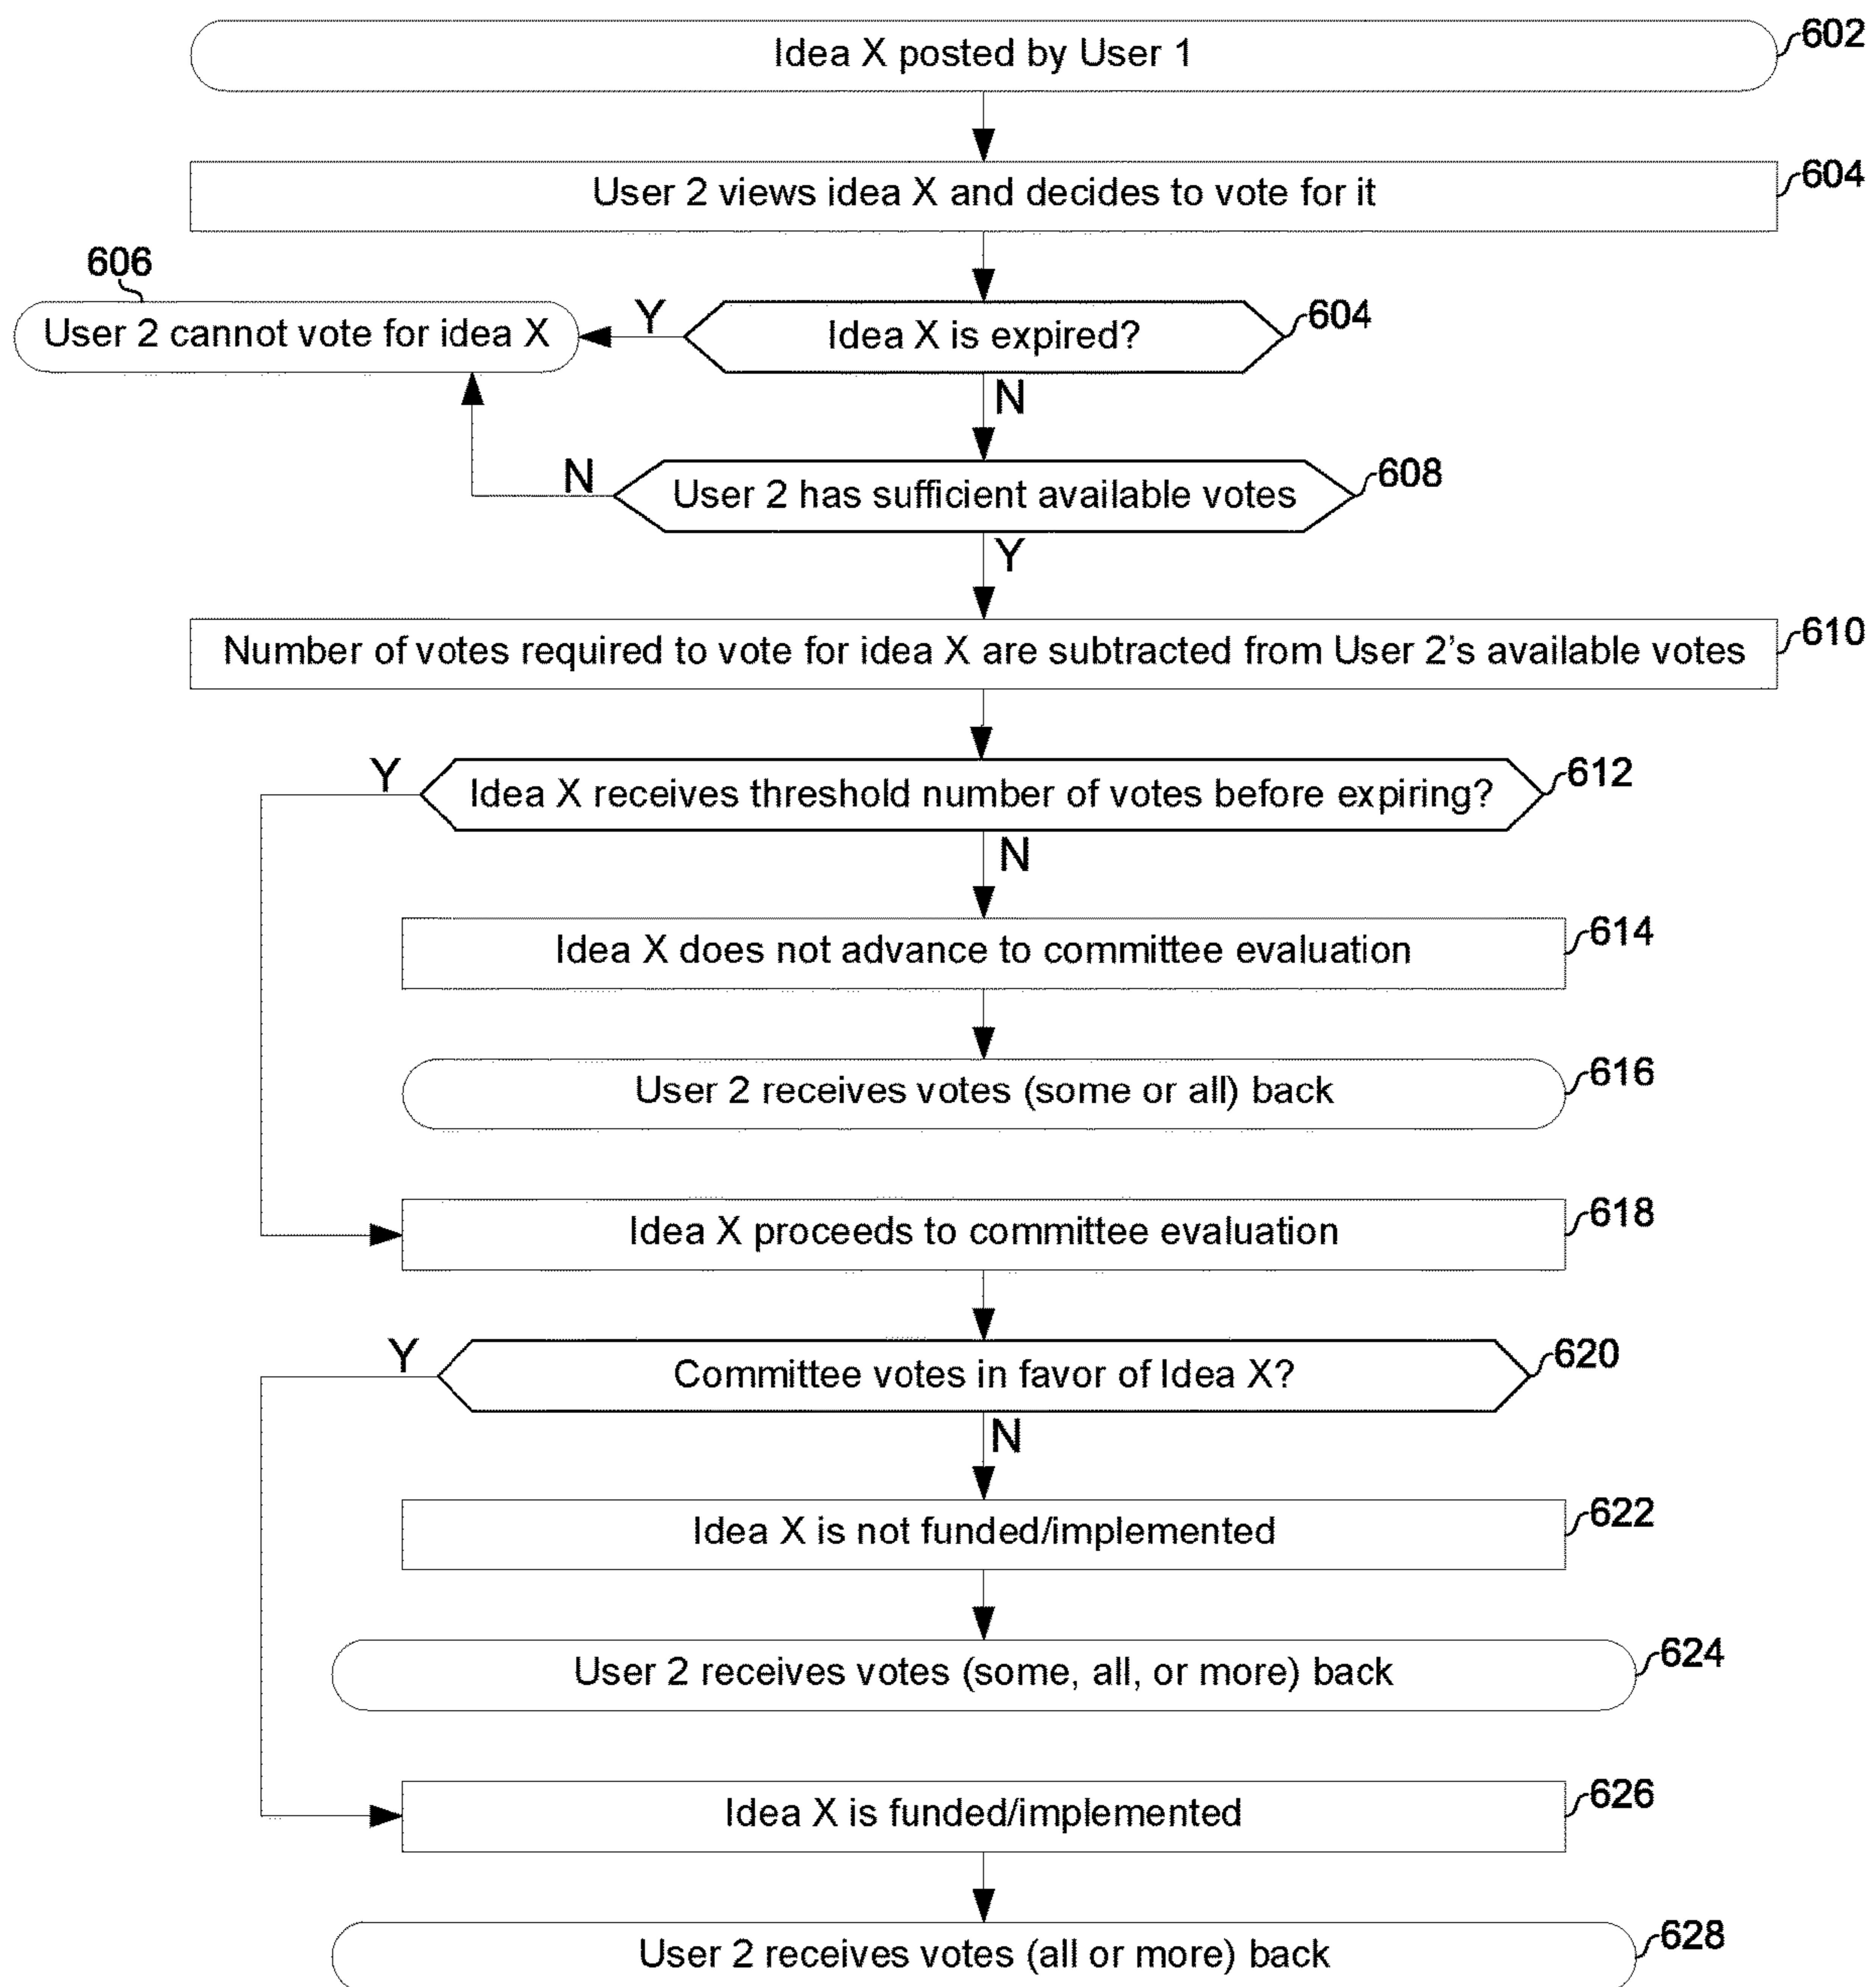 Idea X posted by User 1
602
User 2 views idea X and decides to vote for it
604
606
User 2 cannot vote for idea X
Y
Idea X is expired?
604
N
N
User 2 has sufficient available votes
608
Y
Number of votes required to vote for idea X are subtracted from User 2's available votes
610
Y
Idea X receives threshold number of votes before expiring?
612
N
Idea X does not advance to committee evaluation
614
User 2 receives votes (some or all) back
616
Idea X proceeds to committee evaluation
618
Y
Committee votes in favor of Idea X?
620
N
Idea X is not funded/implemented
622
User 2 receives votes (some, all, or more) back
624
Idea X is funded/implemented
626
User 2 receives votes (all or more) back
628